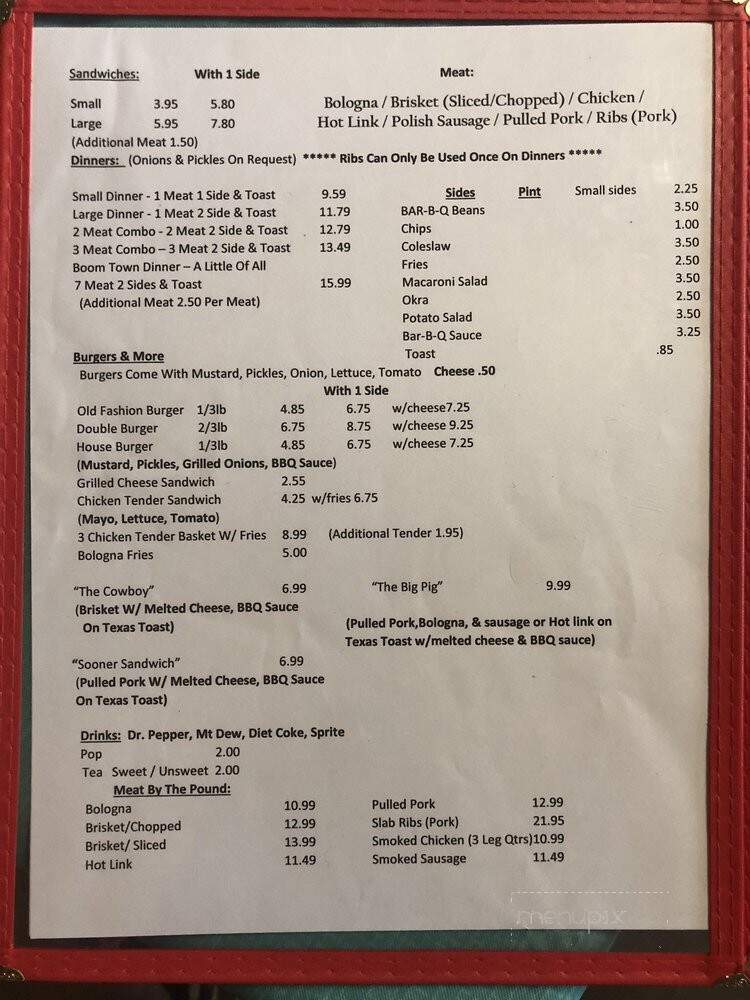 Sandwiches: With 1 Side Meat:
Small 3.95 5.80 Bologna / Brisket (Sliced/Chopped) / Chicken /
Large 5.95 7.80 Hot Link / Polish Sausage / Pulled Pork / Ribs (Pork)
(Additional Meat 1.50)
Dinners: (Onions & Pickles On Request) ***** Ribs Can Only Be Used Once On Dinners *****
Small Dinner - 1 Meat 1 Side & Toast 9.59
Large Dinner - 1 Meat 2 Side & Toast 11.79
2 Meat Combo - 2 Meat 2 Side & Toast 12.79
3 Meat Combo – 3 Meat 2 Side & Toast 13.49
Boom Town Dinner – A Little Of All
7 Meat 2 Sides & Toast 15.99
(Additional Meat 2.50 Per Meat)
Sides Pint Small sides 2.25
BAR-B-Q Beans 3.50
Chips 1.00
Coleslaw 3.50
Fries 2.50
Macaroni Salad 3.50
Okra 2.50
Potato Salad 3.50
Bar-B-Q Sauce 3.25
Toast .85
Burgers & More
Burgers Come With Mustard, Pickles, Onion, Lettuce, Tomato Cheese .50
With 1 Side
Old Fashion Burger 1/3lb 4.85 6.75 w/cheese7.25
Double Burger 2/3lb 6.75 8.75 w/cheese 9.25
House Burger 1/3lb 4.85 6.75 w/cheese 7.25
(Mustard, Pickles, Grilled Onions, BBQ Sauce)
Grilled Cheese Sandwich 2.55
Chicken Tender Sandwich 4.25 w/fries 6.75
(Mayo, Lettuce, Tomato)
3 Chicken Tender Basket W/ Fries 8.99 (Additional Tender 1.95)
Bologna Fries 5.00
"The Cowboy" 6.99
(Brisket W/ Melted Cheese, BBQ Sauce
On Texas Toast)
"The Big Pig" 9.99
(Pulled Pork,Bologna, & sausage or Hot link on
Texas Toast w/melted cheese & BBQ sauce)
"Sooner Sandwich" 6.99
(Pulled Pork W/ Melted Cheese, BBQ Sauce
On Texas Toast)
Drinks: Dr. Pepper, Mt Dew, Diet Coke, Sprite
Pop 2.00
Tea Sweet / Unsweet 2.00
Meat By The Pound:
Bologna 10.99
Brisket/Chopped 12.99
Brisket/ Sliced 13.99
Hot Link 11.49
Pulled Pork 12.99
Slab Ribs (Pork) 21.95
Smoked Chicken (3 Leg Qtrs)10.99
Smoked Sausage 11.49
menupix